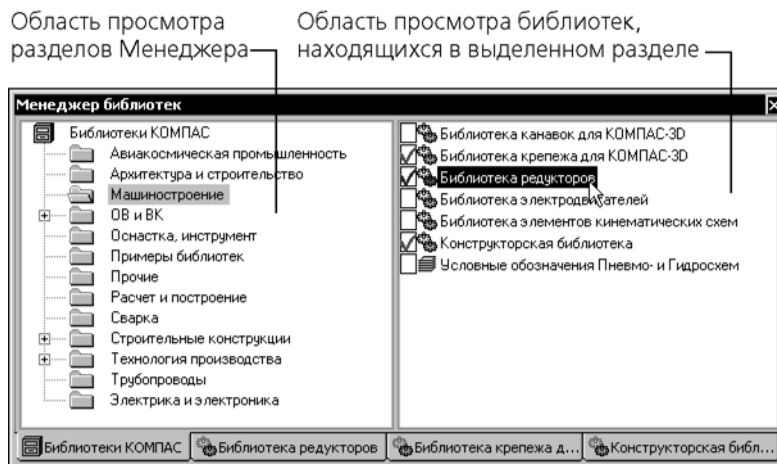 Область просмотра
разделов Менеджера
Область просмотра библиотек,
находящихся в выделенном разделе
Менеджер библиотек
Библиотеки КОМПАС
Авиакосмическая промышленность
Архитектура и строительство
Машиностроение
ОВ и ВК
Оснастка, инструмент
Примеры библиотек
Прочие
Расчет и построение
Сварка
Строительные конструкции
Технология производства
Трубопроводы
Электрика и электроника
Библиотека канавок для КОМПАС-3D
Библиотека крепежа для КОМПАС-3D
Библиотека редукторов
Библиотека электродвигателей
Библиотека элементов кинематических схем
Конструкторская библиотека
Условные обозначения Пневмо- и Гидросхем
Библиотеки КОМПАС
Библиотека редукторов
Библиотека крепежа д...
Конструкторская библ...